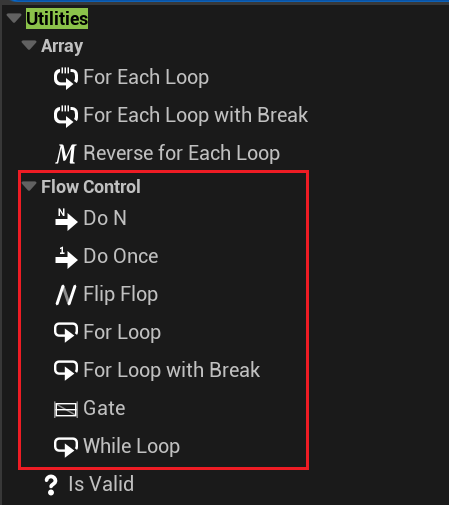 Utilities
Array
For Each Loop
For Each Loop with Break
Reverse for Each Loop
Flow Control
Do N
Do Once
Flip Flop
For Loop
For Loop with Break
Gate
While Loop
Is Valid